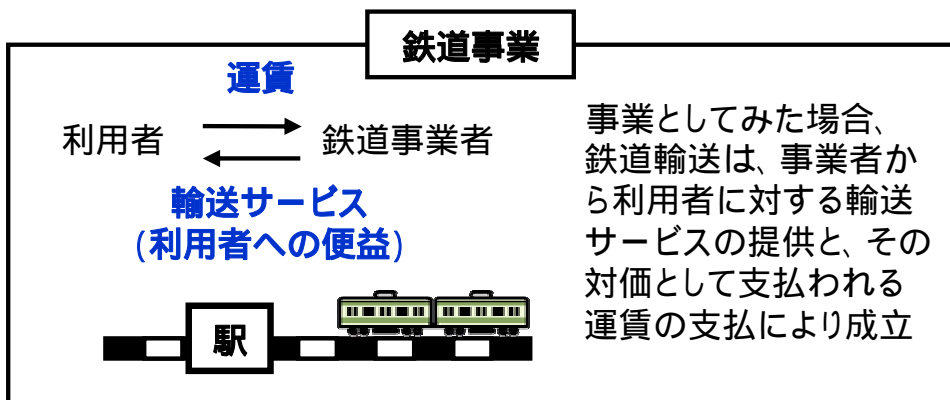 鉄道事業
運賃
利用者
鉄道事業者
輸送サービス
(利用者への便益)
駅
事業としてみた場合、
鉄道輸送は、事業者か
ら利用者に対する輸送
サービスの提供と、その
対価として支払われる
運賃の支払により成立